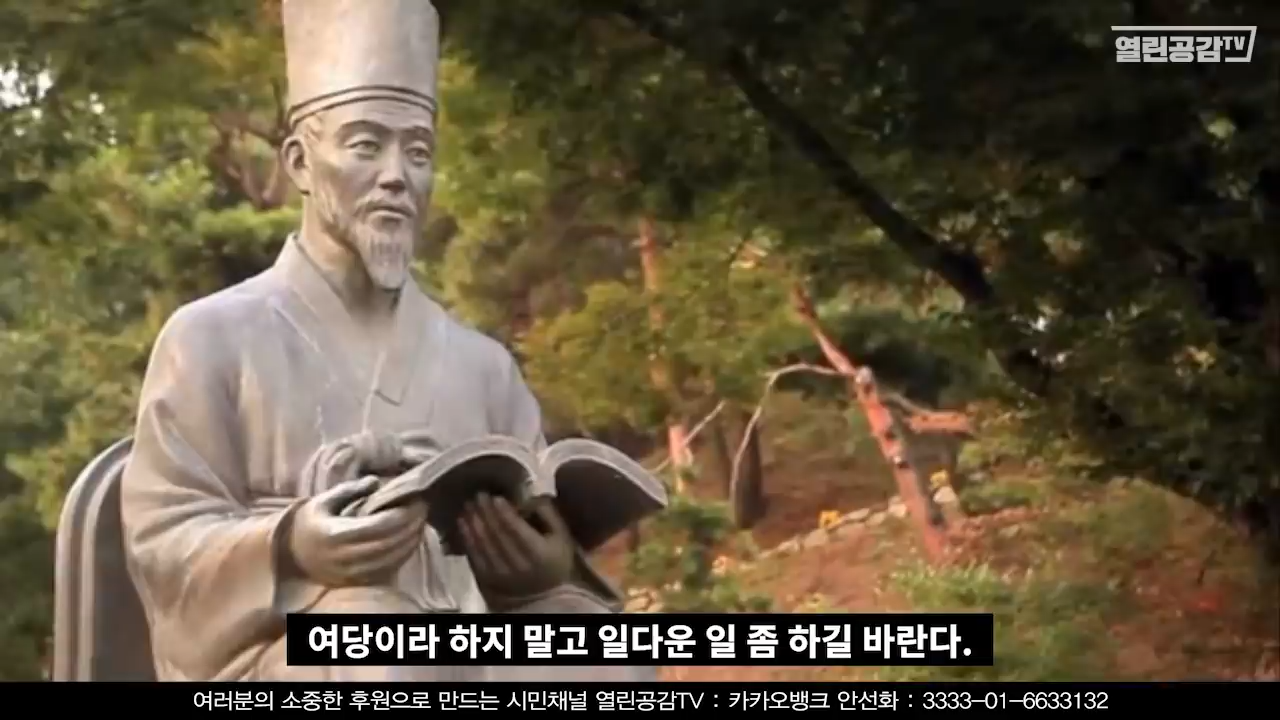 열린공감TV
여당이라 하지 말고 일다운 일 좀 하길 바란다.
여러분의 소중한 후원으로 만드는 시민채널 열린공감TV : 카카오뱅크 안선화 : 3333-01-6633132